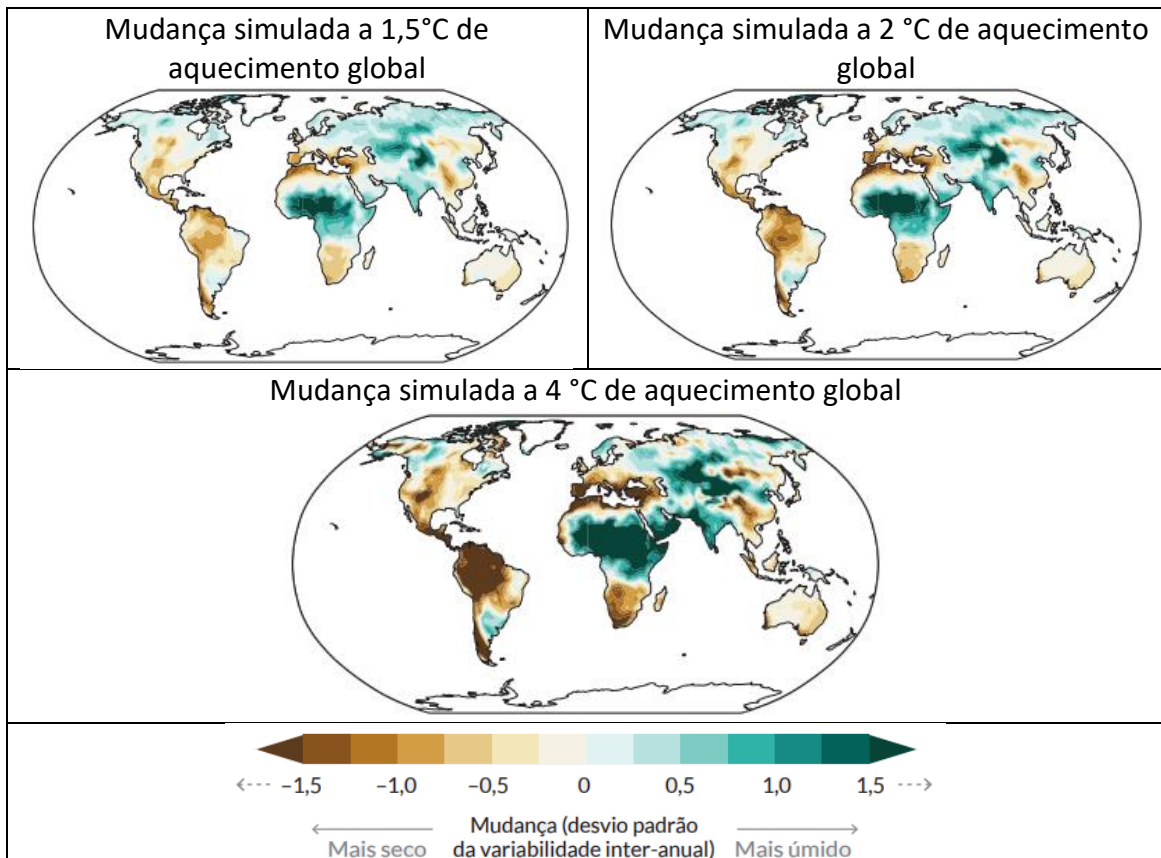 Mudança simulada a 1,5°C de
aquecimento global
Mudança simulada a 2 °C de aquecimento
global
Mudança simulada a 4 °C de aquecimento global
−1,5 −1,0 −0,5 0 0,5 1,0 1,5
Mudança (desvio padrão
Mais seco da variabilidade inter-anual) Mais úmido